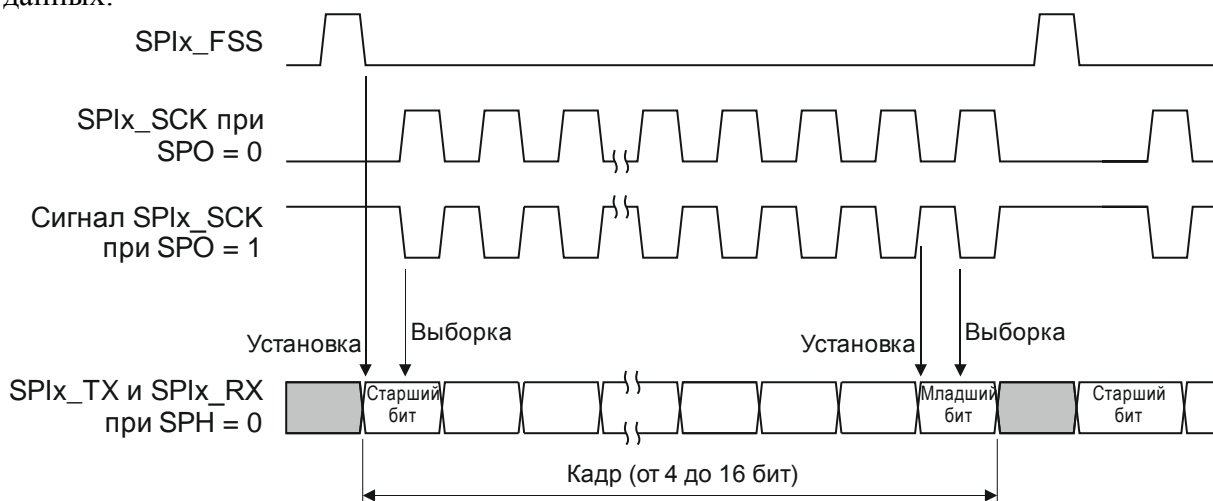 данных.
SPIx_FSS
SPIx_SCK при
SPO = 0
Сигнал SPIx_SCK
при SPO = 1
Установка
Выборка
Установка
Выборка
SPIx_TX и SPIx_RX
при SPH = 0
Старший
бит
Младший
бит
Старший
бит
Кадр (от 4 до 16 бит)